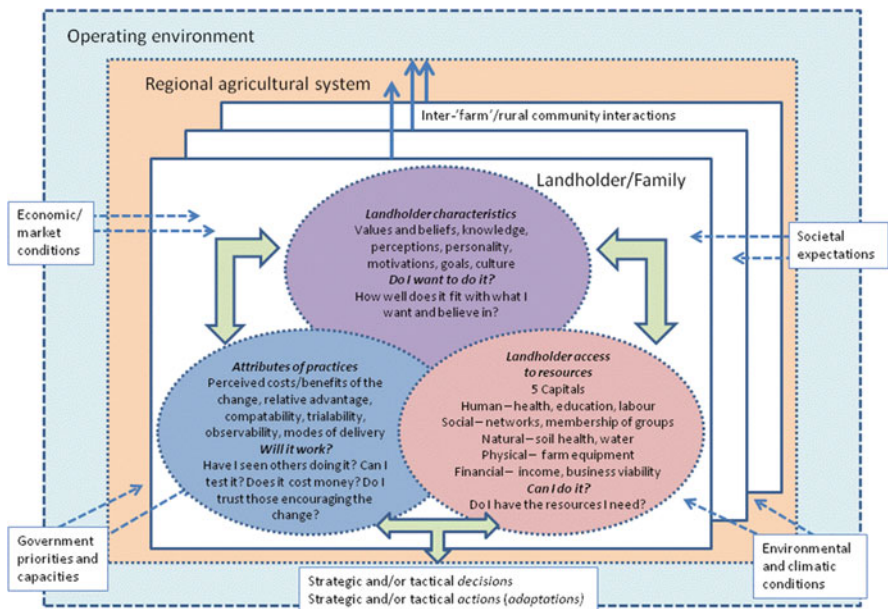 Operating environment
Regional agricultural system
Inter-'farm'/rural community interactions
Landholder/Family
Economic/
market
conditions
Societal
expectations
Landholder characteristics
Values and beliefs, knowledge,
perceptions, personality,
motivations, goals, culture
Do I want to do it?
How well does it fit with what I
want and believe in?
Attributes of practices
Perceived costs/benefits of the
change, relative advantage,
compatability, trialability,
observability, modes of delivery
Will it work?
Have I seen others doing it? Can I
test it? Does it cost money? Do I
trust those encouraging the
change?
Landholder access
to resources
5 Capitals
Human – health, education, labour
Social – networks, membership of groups
Natural – soil health, water
Physical – farm equipment
Financial – income, business viability
Can I do it?
Do I have the resources I need?
Government
priorities and
capacities
Environmental
and climatic
conditions
Strategic and/or tactical decisions
Strategic and/or tactical actions (adaptations)